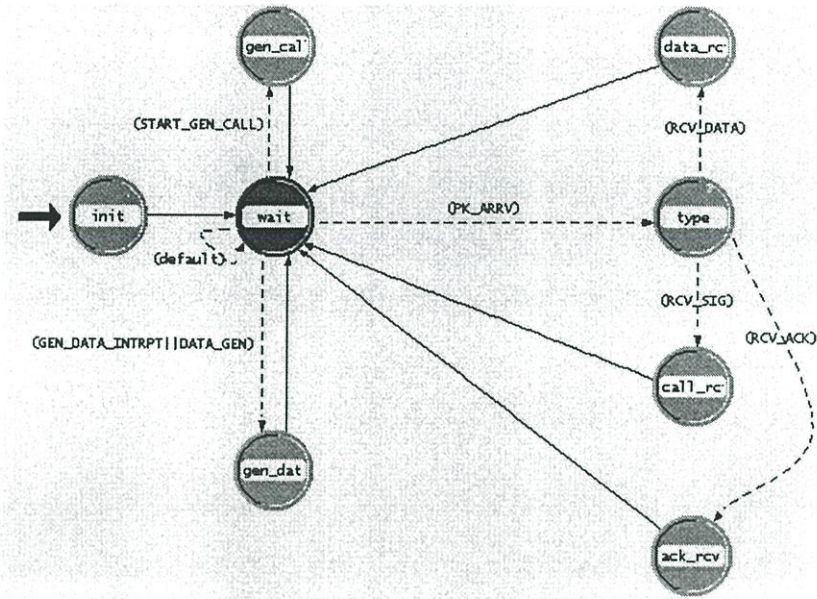 gen_cal
data_rc
(START_GEN_CALL)
(RCV_DATA)
init
wait
(PK_ARRV)
type
(default)
(RCV_SIG)
(GEN_DATA_INTRPT||DATA_GEN)
(RCV_ACK)
call_rc
gen_dat
ack_rcv